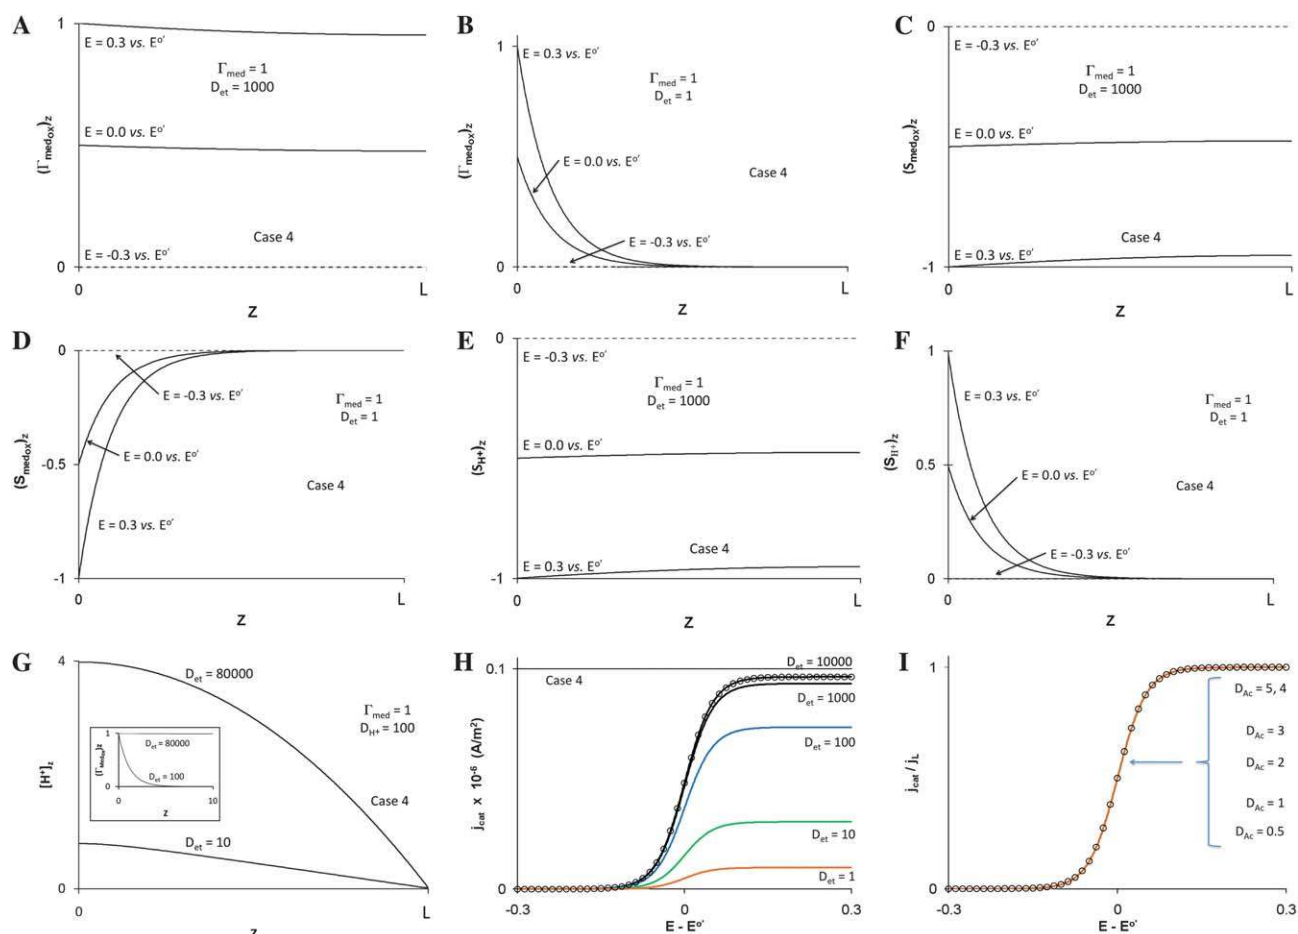 A
1
E = 0.3 vs. E°'
Γmed = 1
Det = 1000
E = 0.0 vs. E°'
(Γmedox)z
Case 4
E = -0.3 vs. E°'
0
0
L
Z
B
1
E = 0.3 vs. E°'
Γmed = 1
Det = 1
E = 0.0 vs. E°'
(Γmedox)z
Case 4
E = -0.3 vs. E°'
0
0
L
Z
C
0
E = -0.3 vs. E°'
Γmed = 1
Det = 1000
E = 0.0 vs. E°'
(Smedox)z
Case 4
E = 0.3 vs. E°'
-1
0
L
Z
D
0
E = -0.3 vs. E°'
Γmed = 1
Det = 1
(Smedox)z
-0.5
E = 0.0 vs. E°'
Case 4
E = 0.3 vs. E°'
-1
0
L
Z
E
0
E = -0.3 vs. E°'
Γmed = 1
Det = 1000
E = 0.0 vs. E°'
(SH+)z
Case 4
E = 0.3 vs. E°'
-1
0
L
Z
F
1
E = 0.3 vs. E°'
Γmed = 1
Det = 1
(SH+)z
0.5
E = 0.0 vs. E°'
Case 4
E = -0.3 vs. E°'
0
0
L
Z
G
4
Det = 80000
Γmed = 1
DH+ = 100
[H+]z
1
Det = 80000
(ΓMedox)z
Det = 100
0
0
10
Z
Case 4
Det = 10
0
0
L
Z
H
0.1
Case 4
Det = 10000
Det = 1000
Det = 100
jcat x 10-6 (A/m2)
Det = 10
Det = 1
0
-0.3
0
0.3
E - E°'
I
1
DAc = 5, 4
DAc = 3
DAc = 2
DAc = 1
DAc = 0.5
jcat / jL
0
-0.3
0
0.3
E - E°'